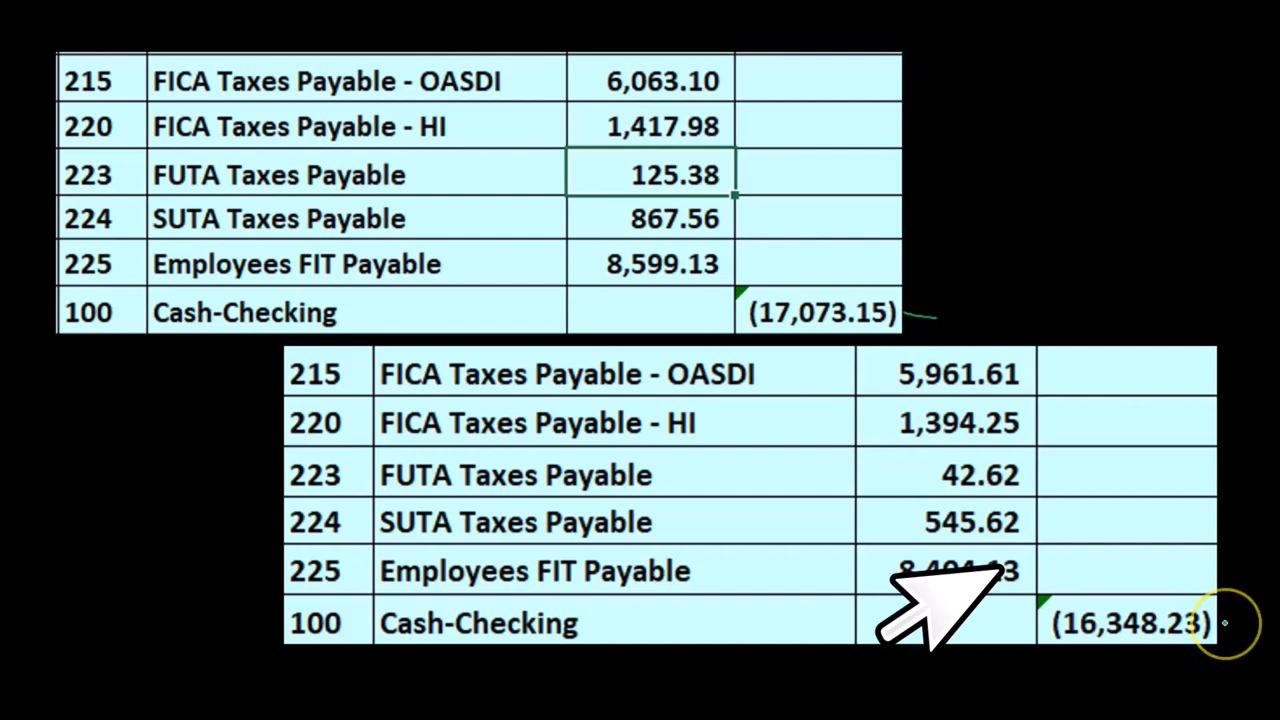 215 FICA Taxes Payable - OASDI 6,063.10
220 FICA Taxes Payable - HI 1,417.98
223 FUTA Taxes Payable 125.38
224 SUTA Taxes Payable 867.56
225 Employees FIT Payable 8,599.13
100 Cash-Checking (17,073.15)
215 FICA Taxes Payable - OASDI 5,961.61
220 FICA Taxes Payable - HI 1,394.25
223 FUTA Taxes Payable 42.62
224 SUTA Taxes Payable 545.62
225 Employees FIT Payable
100 Cash-Checking (16,348.23)